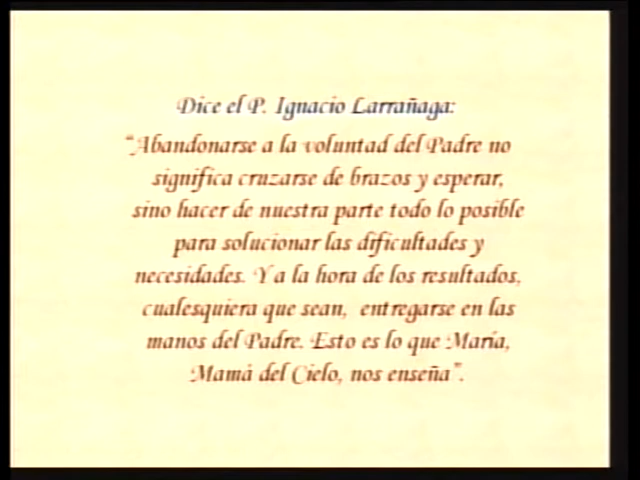 Dice el P. Ignacio Larrañaga:
"Abandonarse a la voluntad del Padre no
significa cruzarse de brazos y esperar,
sino hacer de nuestra parte todo lo posible
para solucionar las dificultades y
necesidades. Y a la hora de los resultados,
cualesquiera que sean, entregarse en las
manos del Padre. Esto es lo que María,
Mamá del Cielo, nos enseña".